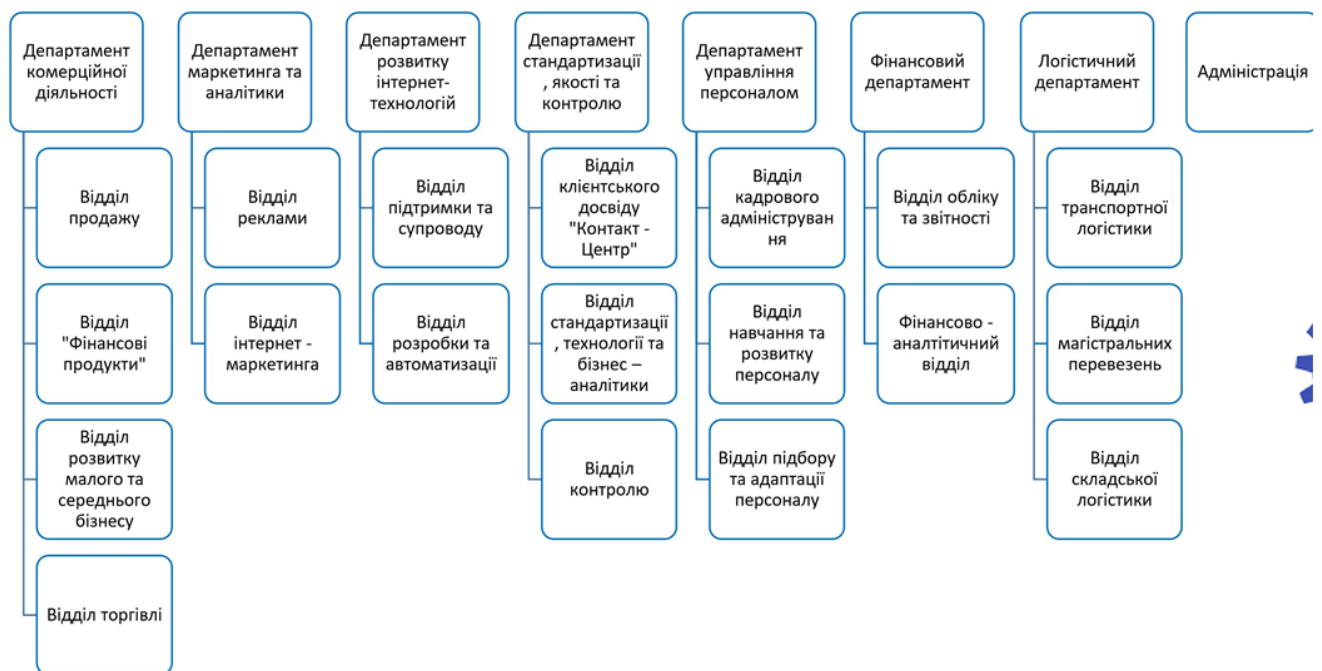 Департамент
комерційної
діяльності
Департамент
маркетинга та
аналітики
Департамент
розвитку
інтернет-
технологій
Департамент
стандартизації
, якості та
контролю
Департамент
управління
персоналом
Фінансовий
департамент
Логістичний
департамент
Адміністрація
Відділ
продажу
Відділ
"Фінансові
продукти"
Відділ
розвитку
малого та
середнього
бізнесу
Відділ торгівлі
Відділ
реклами
Відділ
інтернет -
маркетинга
Відділ
підтримки та
супроводу
Відділ
розробки та
автоматизації
Відділ
клієнтського
досвіду
"Контакт -
Центр"
Відділ
стандартизації
, технології та
бізнес –
аналітики
Відділ
контролю
Відділ
кадрового
адмініструван
ня
Відділ
навчання та
розвитку
персоналу
Відділ підбору
та адаптації
персоналу
Відділ обліку
та звітності
Фінансово -
аналтітичний
відділ
Відділ
транспортної
логістики
Відділ
магістральних
перевезень
Відділ
складської
логістики